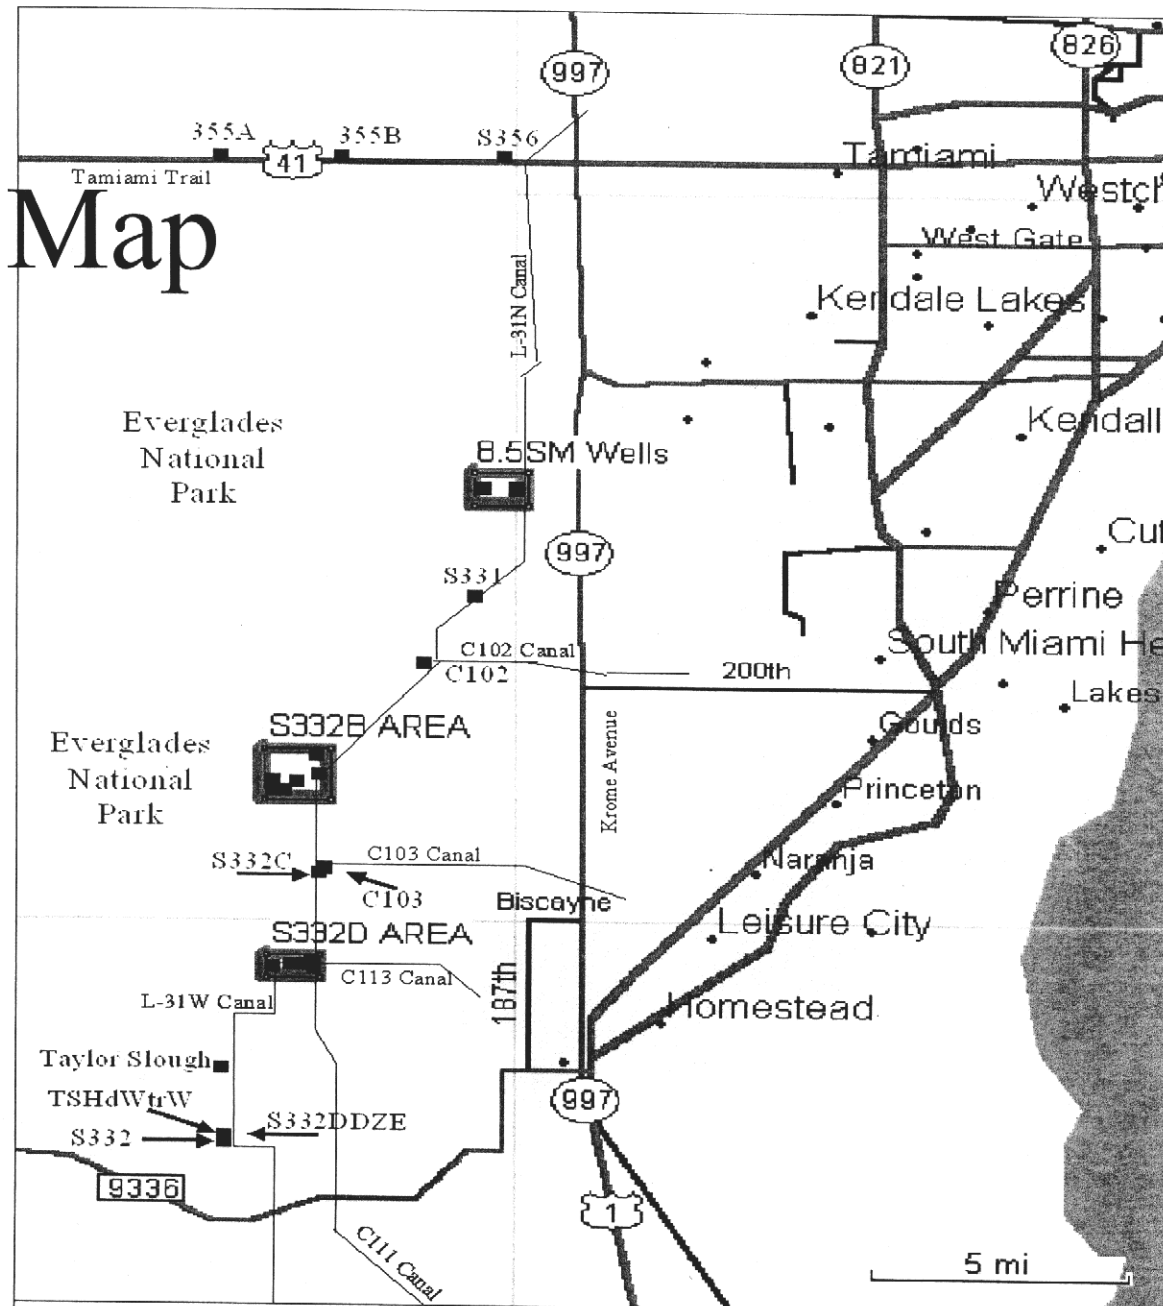 997
821
826
355A
355B
S356
41
Tamiami Trail
Tamiami
Map
Westch
West Gate
L-31N Canal
Kendale Lakes
Everglades
National
Park
Kendall
8.5SM Wells
997
Cut
S331
Perrine
C102 Canal
South Miami He
C102
200th
Lakes
S332B AREA
Goulds
Everglades
National
Park
Krome Avenue
Princeton
S332C
C103 Canal
Naranja
C103
Biscayne
S332D AREA
Leisure City
C113 Canal
L-31W Canal
187th
Homestead
Taylor Slough
TSHdWtrW
S332DDZE
S332
997
9336
1
C111 Canal
5 mi